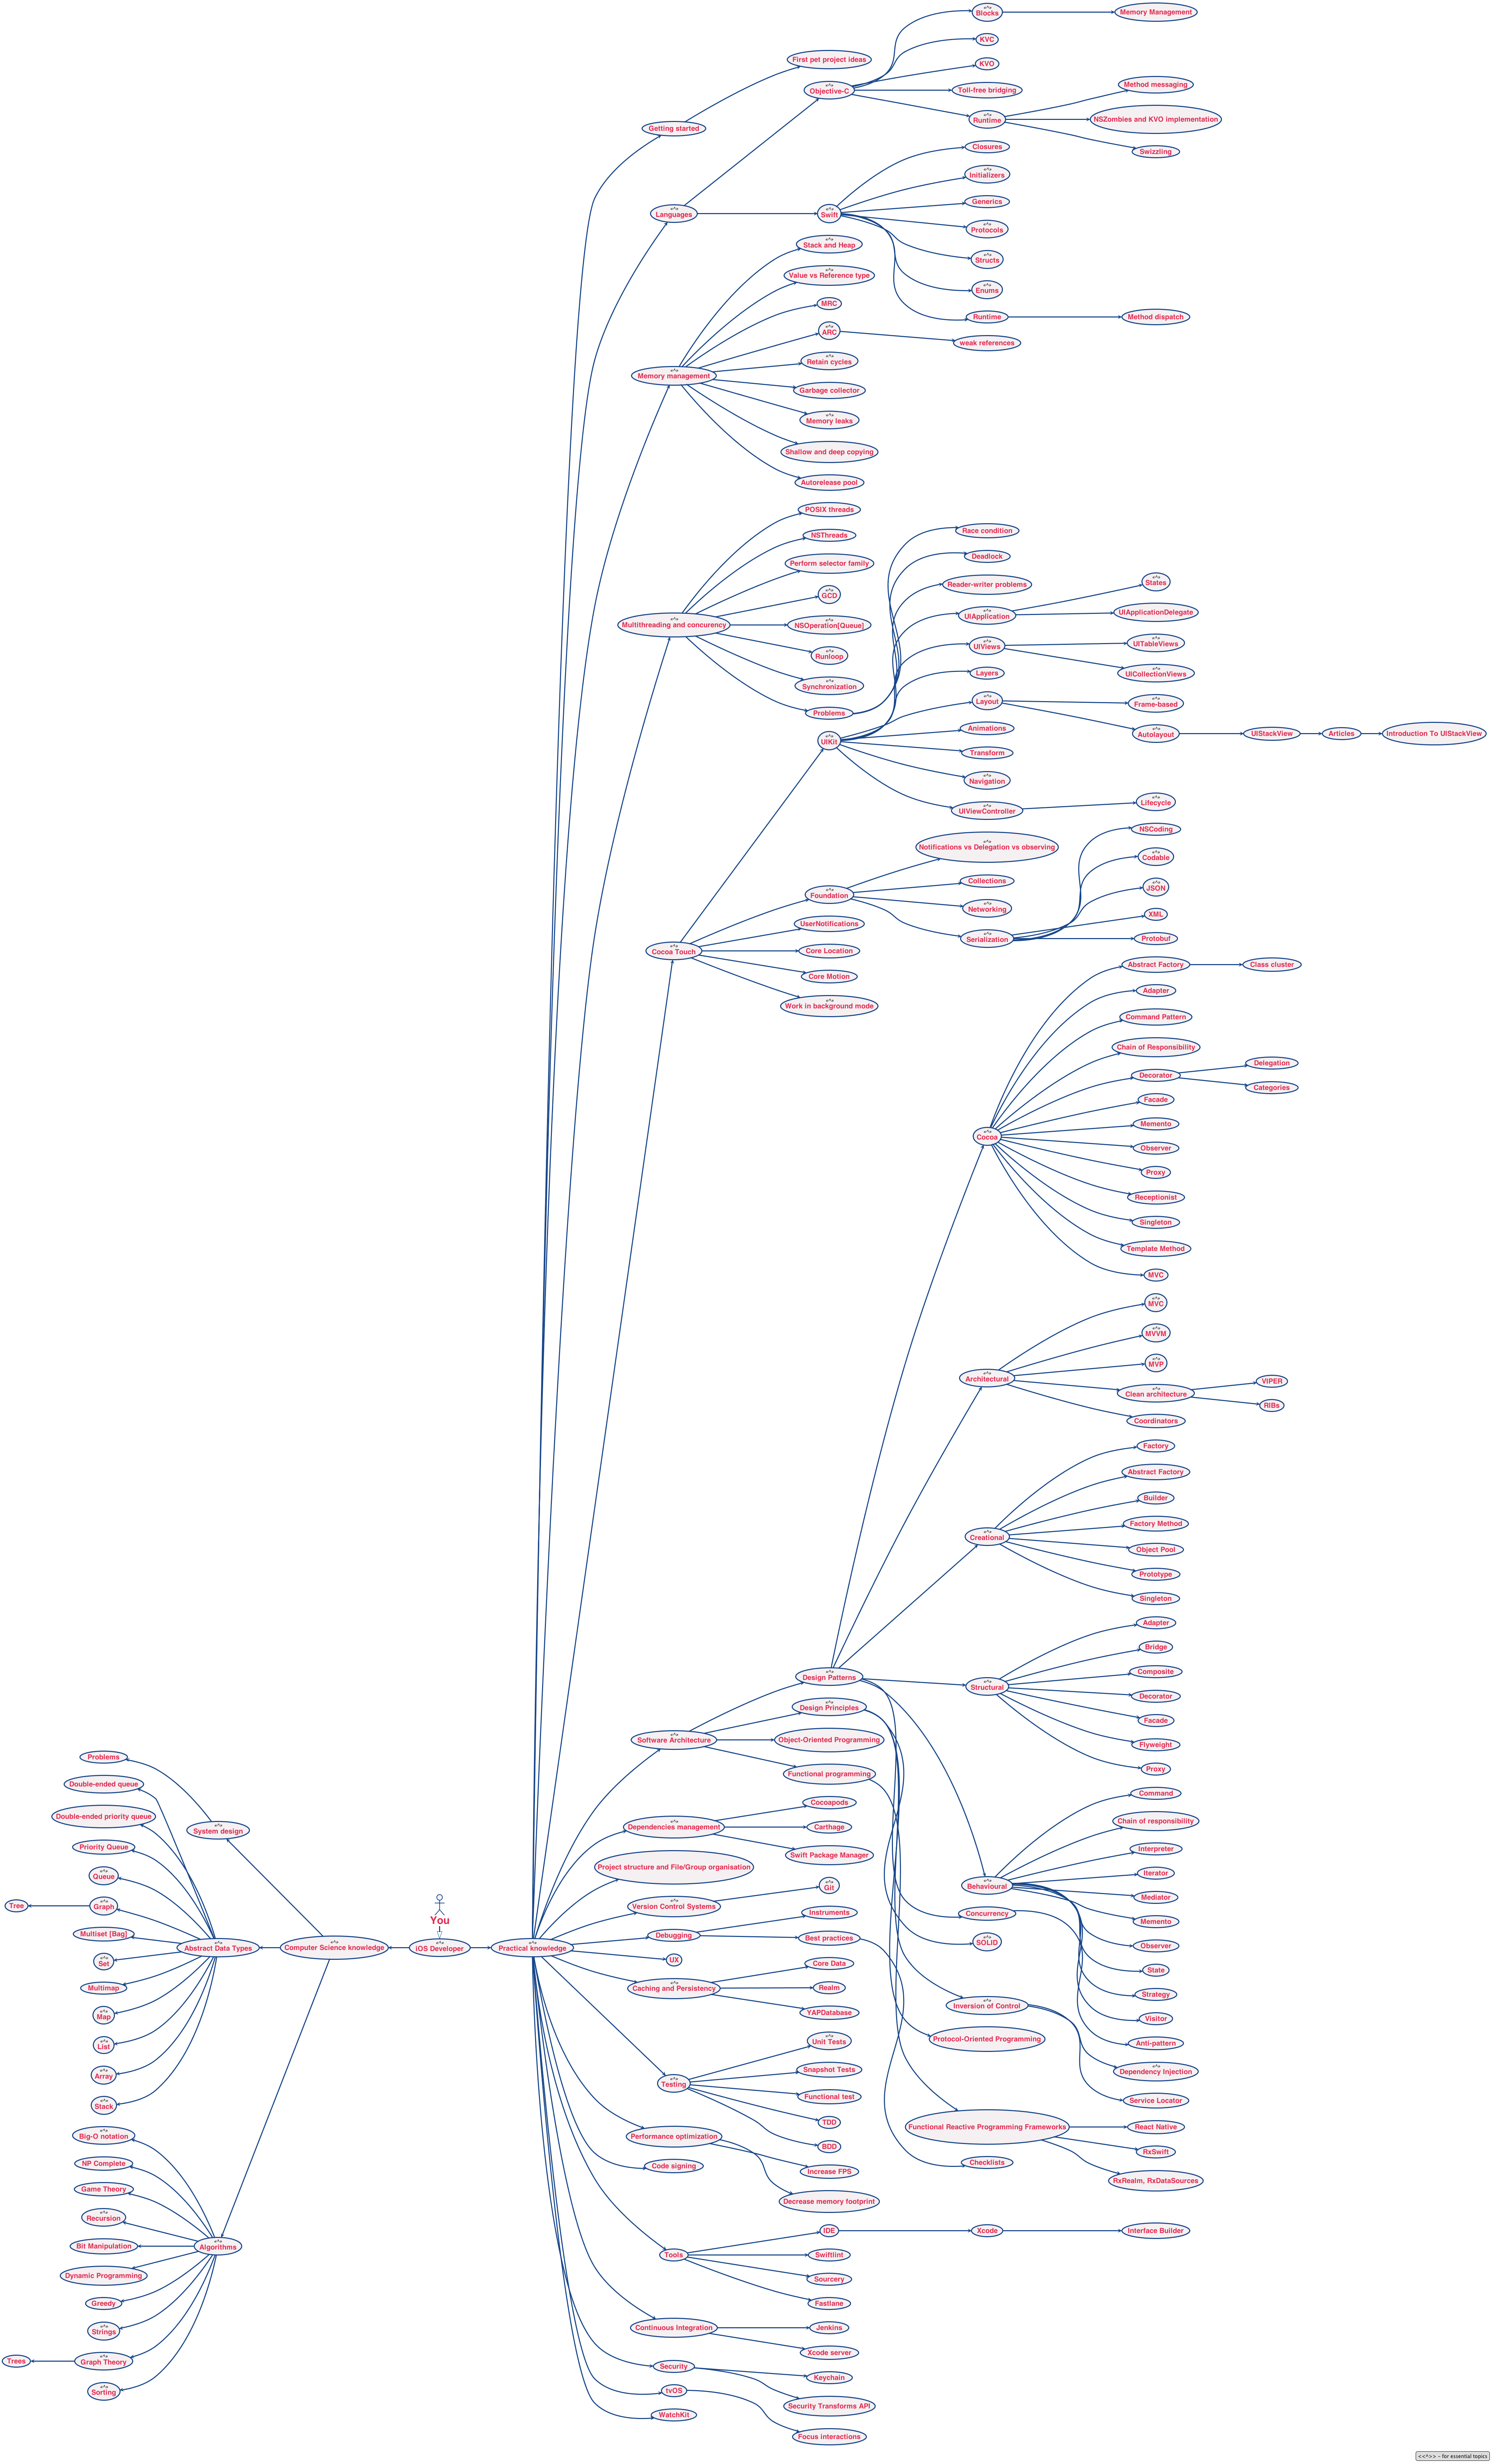 Blocks
Memory Management
KVC
First pet project ideas
KVO
Objective-C
Toll-free bridging
Method messaging
Runtime
NSZombies and KVO implementation
Getting started
Swizzling
Closures
Initializers
Generics
Languages
Swift
Protocols
Stack and Heap
Structs
Value vs Reference type
Enums
MRC
Runtime
Method dispatch
ARC
weak references
Retain cycles
Memory management
Garbage collector
Memory leaks
Shallow and deep copying
Autorelease pool
POSIX threads
Race condition
NSThreads
Deadlock
Perform selector family
Reader-writer problems
States
GCD
UIApplication
UIApplicationDelegate
Multithreading and concurency
NSOperation[Queue]
UIViews
UITableViews
Runloop
Layers
UICollectionViews
Synchronization
Layout
Frame-based
Problems
Animations
Autolayout
UIStackView
Articles
Introduction To UIStackView
UIKit
Transform
Navigation
UIViewController
Lifecycle
NSCoding
Notifications vs Delegation vs observing
Codable
Collections
JSON
Foundation
Networking
XML
UserNotifications
Serialization
Protobuf
Cocoa Touch
Core Location
Abstract Factory
Class cluster
Core Motion
Adapter
Work in background mode
Command Pattern
Chain of Responsibility
Delegation
Decorator
Categories
Facade
Memento
Cocoa
Observer
Proxy
Receptionist
Singleton
Template Method
MVC
MVC
MVVM
MVP
Architectural
VIPER
Clean architecture
RIBs
Coordinators
Factory
Abstract Factory
Builder
Factory Method
Creational
Object Pool
Prototype
Singleton
Adapter
Bridge
Design Patterns
Composite
Structural
Decorator
Design Principles
Facade
Software Architecture
Object-Oriented Programming
Flyweight
Problems
Proxy
Functional programming
Double-ended queue
Command
Cocoapods
Double-ended priority queue
Chain of responsibility
System design
Dependencies management
Carthage
Priority Queue
Interpreter
Swift Package Manager
Project structure and File/Group organisation
Iterator
Queue
Git
Behavioural
Mediator
Tree
Graph
Version Control Systems
Instruments
Concurrency
Memento
You
Multiset [Bag]
Debugging
Best practices
SOLID
Observer
Abstract Data Types
Computer Science knowledge
iOS Developer
Practical knowledge
Set
UX
Core Data
State
Multimap
Caching and Persistency
Realm
Strategy
Map
YAPDatabase
Inversion of Control
Visitor
List
Unit Tests
Protocol-Oriented Programming
Anti-pattern
Array
Testing
Snapshot Tests
Dependency Injection
Functional test
Service Locator
Stack
TDD
Functional Reactive Programming Frameworks
React Native
Big-O notation
Performance optimization
BDD
RxSwift
NP Complete
Code signing
Increase FPS
Checklists
RxRealm, RxDataSources
Game Theory
Decrease memory footprint
Recursion
IDE
Xcode
Interface Builder
Bit Manipulation
Algorithms
Tools
Swiftlint
Dynamic Programming
Sourcery
Greedy
Fastlane
Strings
Continuous Integration
Jenkins
Xcode server
Trees
Graph Theory
Security
Keychain
Sorting
tvOS
Security Transforms API
WatchKit
Focus interactions
<<^>> – for essential topics